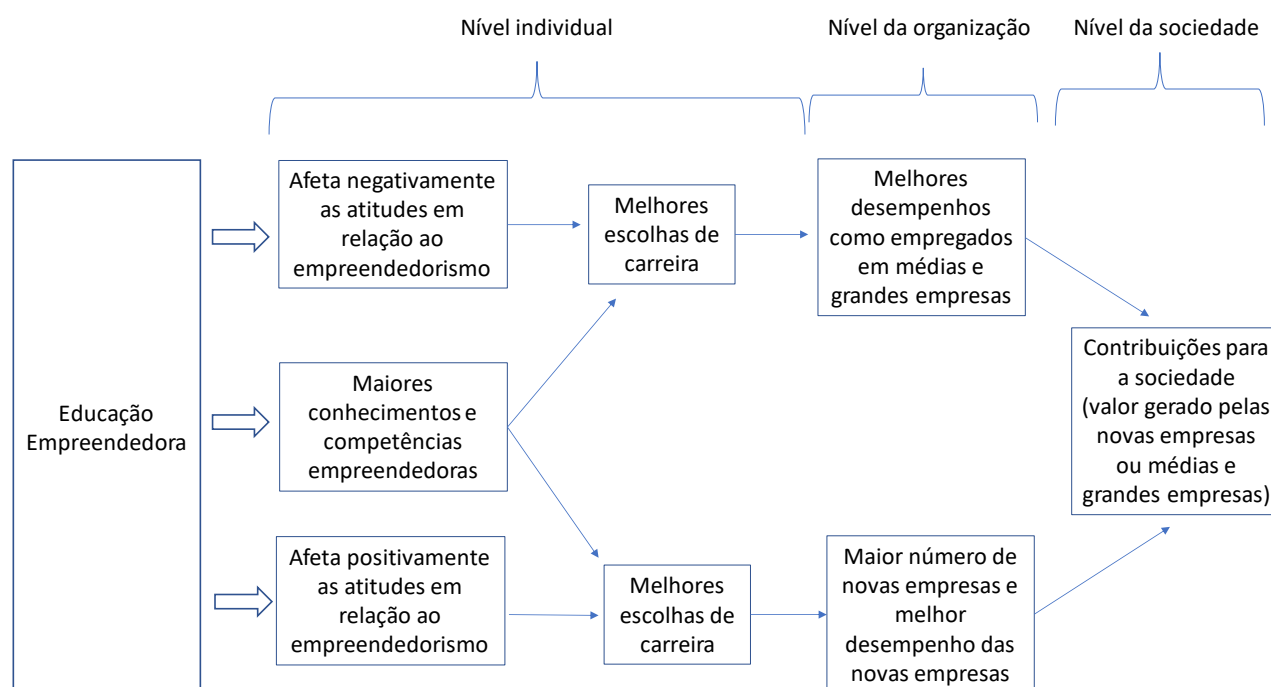 Nível individual
Nível da organização
Nível da sociedade
Educação
Empreendedora
Afeta negativamente
as atitudes em
relação ao
empreendedorismo
Melhores
escolhas de
carreira
Melhores
desempenhos
como empregados
em médias e
grandes empresas
Maiores
conhecimentos e
competências
empreendedoras
Contribuições para
a sociedade
(valor gerado pelas
novas empresas
ou médias e
grandes empresas)
Afeta positivamente
as atitudes em
relação ao
empreendedorismo
Melhores
escolhas de
carreira
Maior número de
novas empresas e
melhor
desempenho das
novas empresas